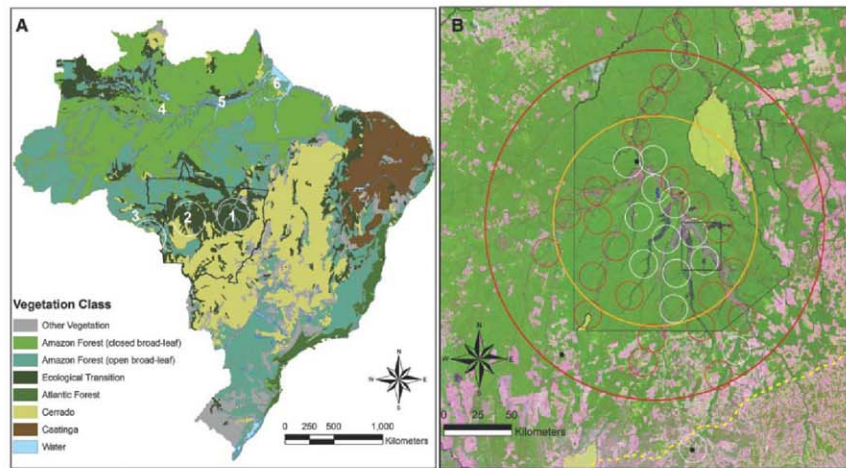 A
6
4
5
3
2
1
Vegetation Class
Other Vegetation
Amazon Forest (closed broad-leaf)
Amazon Forest (open broad-leaf)
Ecological Transition
Atlantic Forest
Cerrado
Caatinga
Water
N
W E
S
0 250 500 1,000
Kilometers
B
N
W E
S
0 25 50
Kilometers